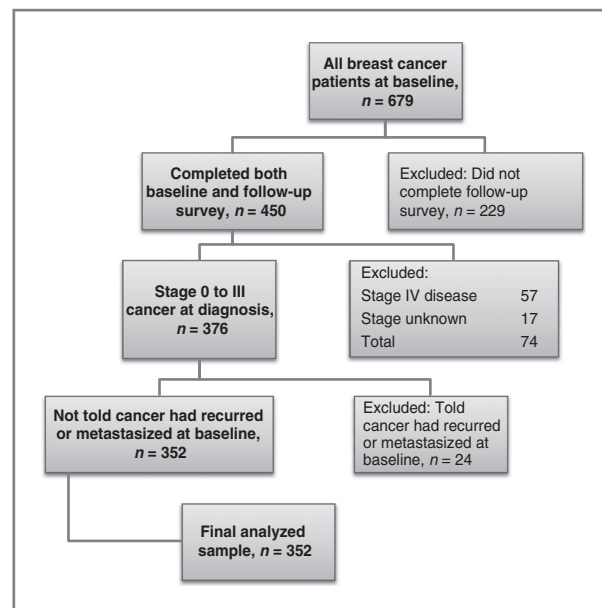 All breast cancer
patients at baseline,
n = 679
Completed both
baseline and follow-up
survey, n = 450
Excluded: Did not
complete follow-up
survey, n = 229
Stage 0 to III
cancer at diagnosis,
n = 376
Excluded:
Stage IV disease 57
Stage unknown 17
Total 74
Not told cancer had recurred
or metastasized at baseline,
n = 352
Excluded: Told
cancer had recurred
or metastasized at
baseline, n = 24
Final analyzed
sample, n = 352